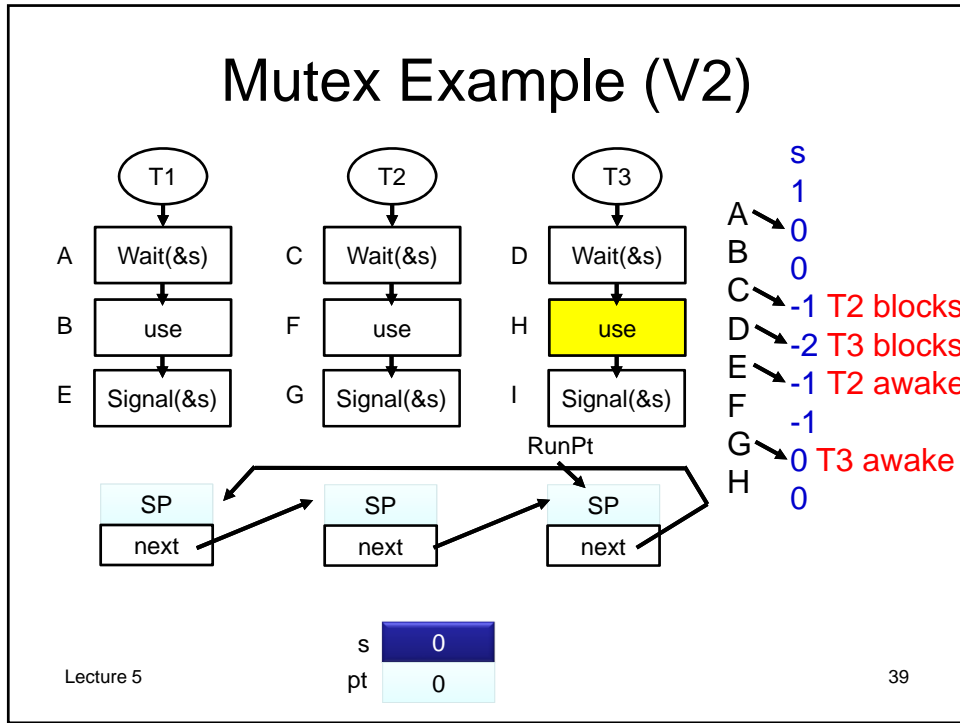 Mutex Example (V2)
T1
T2
T3
A
Wait(&s)
C
Wait(&s)
D
Wait(&s)
B
use
F
use
H
use
E
Signal(&s)
G
Signal(&s)
I
Signal(&s)
s
1
A
0
B
0
C
-1 T2 blocks
D
-2 T3 blocks
E
-1 T2 awake
F
-1
G
0 T3 awake
H
0
RunPt
SP
SP
SP
next
next
next
s 0
pt 0
Lecture 5
39